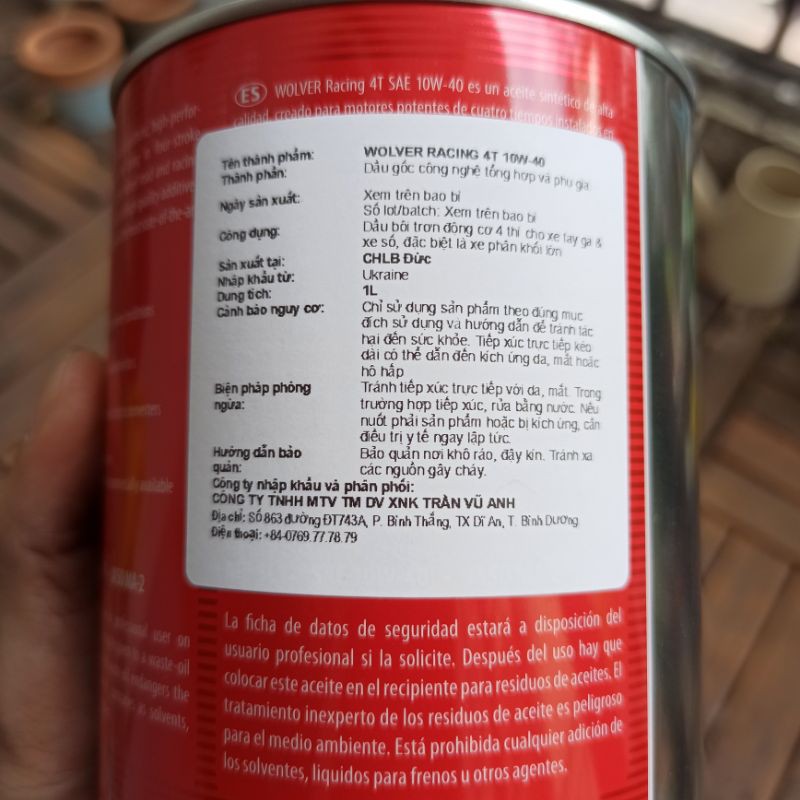 ES WOLVER Racing 4T SAE 10W-40 es un aceite sintético de alta
calidad, creado para motores potentes de cuatro tiempos instalados en
Tên thành phẩm: WOLVER RACING 4T 10W-40
Thành phần: Dầu gốc công nghệ tổng hợp và phụ gia
Ngày sản xuất: Xem trên bao bì
Số lot/batch: Xem trên bao bì
Công dụng: Dầu bôi trơn động cơ 4 thì cho xe tay ga &
xe số, đặc biệt là xe phân khối lớn
Sản xuất tại: CHLB Đức
Nhập khẩu từ: Ukraine
Dung tích: 1L
Cảnh báo nguy cơ: Chỉ sử dụng sản phẩm theo đúng mục
đích sử dụng và hướng dẫn để tránh tác
hại đến sức khỏe. Tiếp xúc trực tiếp kéo
dài có thể dẫn đến kích ứng da, mắt hoặc
hô hấp
Biện pháp phòng ngừa: Tránh tiếp xúc trực tiếp với da, mắt. Trong
trường hợp tiếp xúc, rửa bằng nước. Nếu
nuốt phải sản phẩm hoặc bị kích ứng, cần
điều trị y tế ngay lập tức.
Hướng dẫn bảo quản: Bảo quản nơi khô ráo, đậy kín. Tránh xa
các nguồn gây cháy.
Công ty nhập khẩu và phân phối:
CÔNG TY TNHH MTV TM DV XNK TRẦN VŨ ANH
Địa chỉ: Số 863 đường ĐT743A, P. Bình Thắng, TX Dĩ An, T. Bình Dương
Điện thoại: +84-0769.77.78.79
La ficha de datos de seguridad estará a disposición del
usuario profesional si la solicite. Después del uso hay que
colocar este aceite en el recipiente para residuos de aceites. El
tratamiento inexperto de los residuos de aceite es peligroso
para el medio ambiente. Está prohibida cualquier adición de
los solventes, liquidos para frenos u otros agentes.